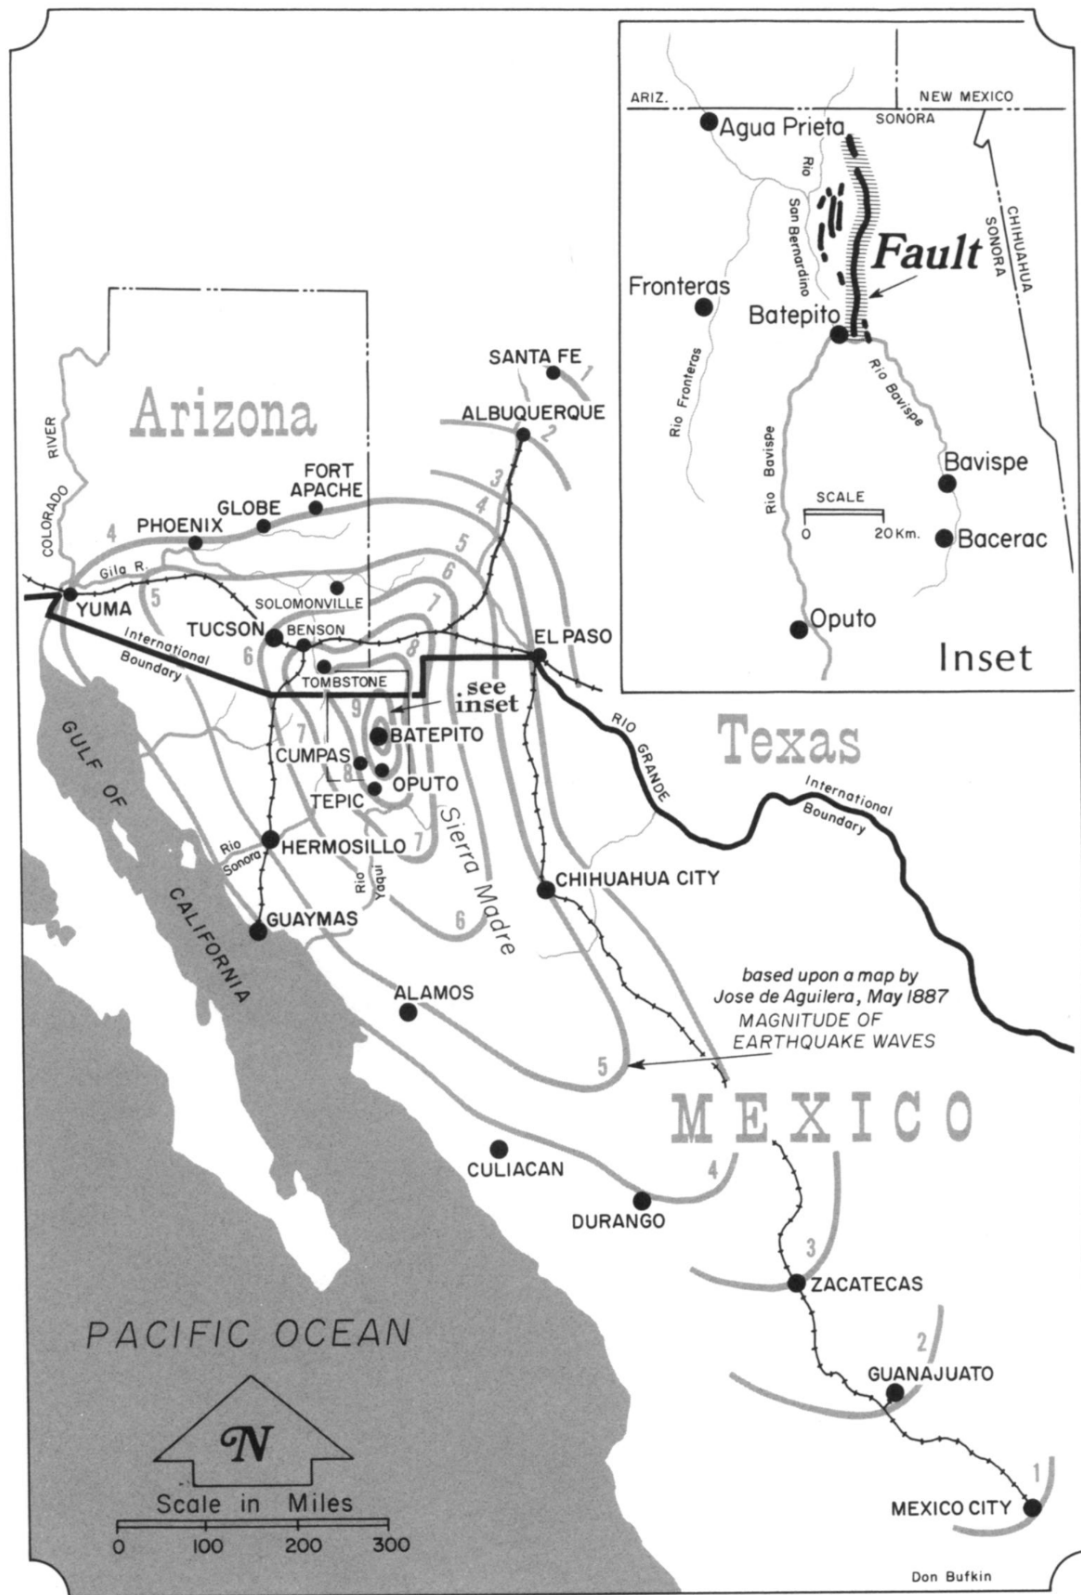 ARIZ.
NEW MEXICO
SONORA
Agua Prieta
Rio
San Bernardino
CHIHUAHUA
SONORA
Fault
Fronteras
Batepito
Rio Fronteras
Rio Bavispe
Rio Bavispe
Bavispe
SCALE
0 20 Km.
Bacerac
Oputo
Inset
SANTA FE
1
Arizona
ALBUQUERQUE
2
COLORADO RIVER
FORT
APACHE
3
GLOBE
4
4
PHOENIX
5
Gila R.
6
5
SOLOMONVILLE
YUMA
7
TUCSON
BENSON
8
EL PASO
International
Boundary
6
TOMBSTONE
see
inset
9
7
BATEPITO
RIO GRANDE
Texas
CUMPAS
8
OPUTO
TEPIC
International
Boundary
GULF OF
CALIFORNIA
Rio
Sonora
HERMOSILLO
7
Sierra Madre
Rio
Yaqui
CHIHUAHUA CITY
GUAYMAS
6
based upon a map by
Jose de Aguilera, May 1887
MAGNITUDE OF
EARTHQUAKE WAVES
ALAMOS
5
MEXICO
CULIACAN
4
DURANGO
3
ZACATECAS
PACIFIC OCEAN
2
GUANAJUATO
N
1
Scale in Miles
MEXICO CITY
0 100 200 300
Don Bufkin